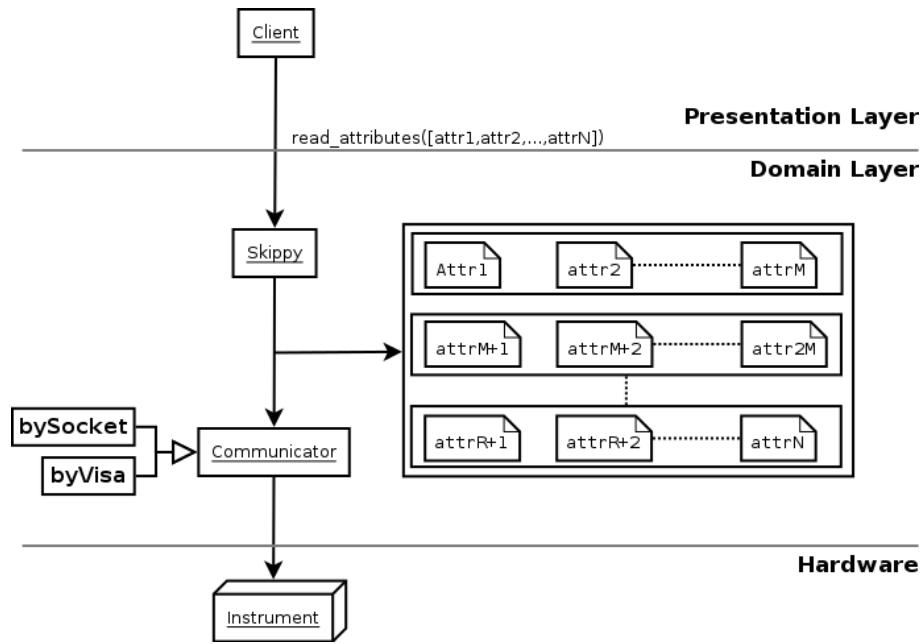 Client
Presentation Layer
read_attributes([attr1,attr2,...,attrN])
Domain Layer
Skippy
Attr1 attr2 attrM
attrM+1 attrM+2 attr2M
bySocket
Communicator
byVisa
attrR+1 attrR+2 attrN
Hardware
Instrument